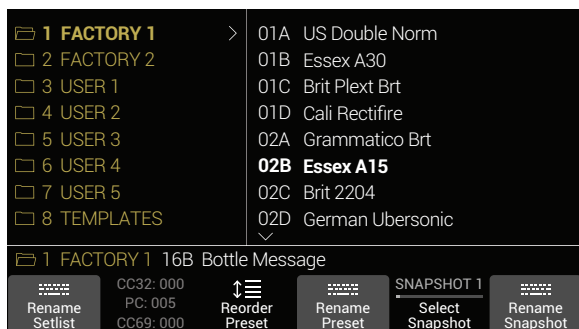 1 FACTORY 1 >
2 FACTORY 2
3 USER 1
4 USER 2
5 USER 3
6 USER 4
7 USER 5
8 TEMPLATES
01A US Double Norm
01B Essex A30
01C Brit Plext Brt
01D Cali Rectifire
02A Grammatico Brt
02B Essex A15
02C Brit 2204
02D German Ubersonic
1 FACTORY 1 16B Bottle Message
Rename
Setlist
CC32: 000
PC: 005
CC69: 000
Reorder
Preset
Rename
Preset
SNAPSHOT 1
Select
Snapshot
Rename
Snapshot